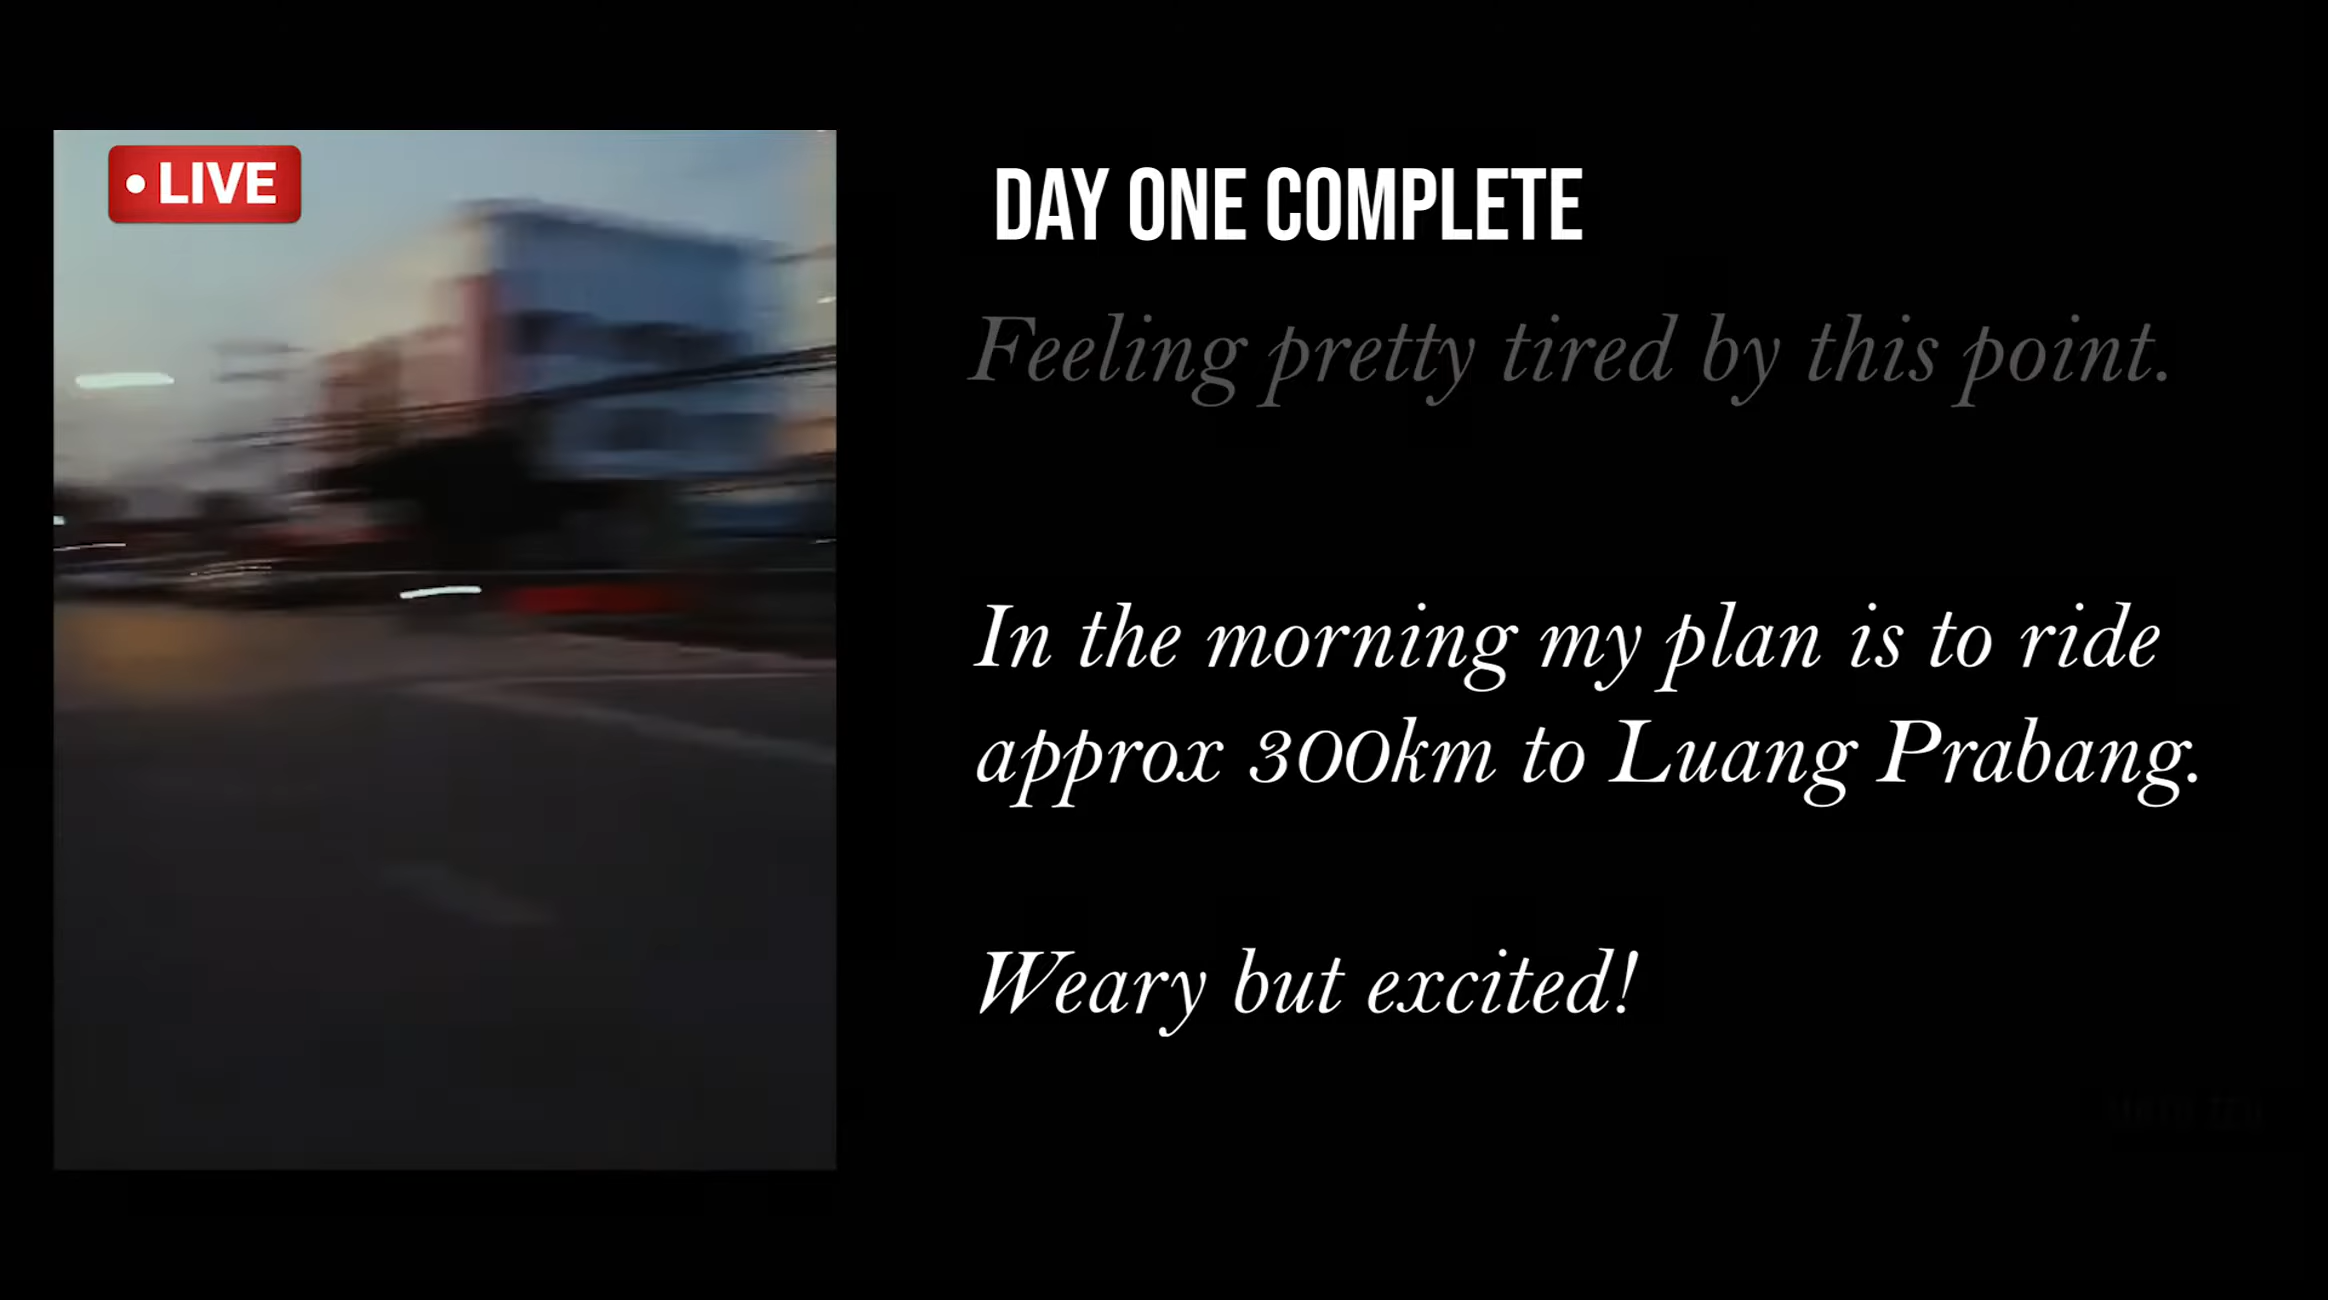 LIVE
DAY ONE COMPLETE
Feeling pretty tired by this point.
In the morning my plan is to ride
approx 300km to Luang Prabang.
Weary but excited!